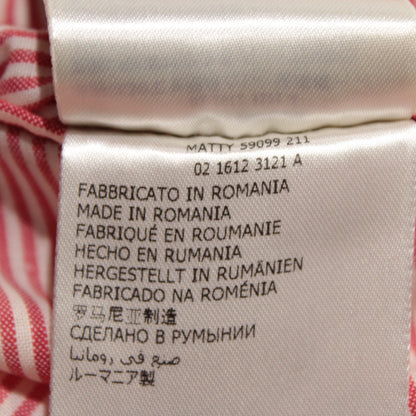 MATTY 59099 211
02 1612 3121 A
FABBRICATO IN ROMANIA
MADE IN ROMANIA
FABRIQUÉ EN ROUMANIE
HECHO EN RUMANIA
HERGESTELLT IN RUMÄNIEN
FABRICADO NA ROMÉNIA
罗马尼亚制造
СДЕЛАНО В РУМЫНИИ
صنع في رومانيا
ルーマニア製